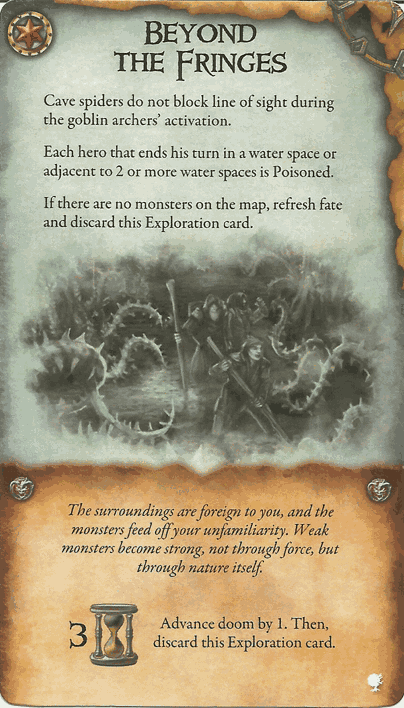 BEYOND
THE FRINGES
Cave spiders do not block line of sight during
the goblin archers' activation.
Each hero that ends his turn in a water space or
adjacent to 2 or more water spaces is Poisoned.
If there are no monsters on the map, refresh fate
and discard this Exploration card.
The surroundings are foreign to you, and the
monsters feed off your unfamiliarity. Weak
monsters become strong, not through force, but
through nature itself.
3
Advance doom by 1. Then,
discard this Exploration card.